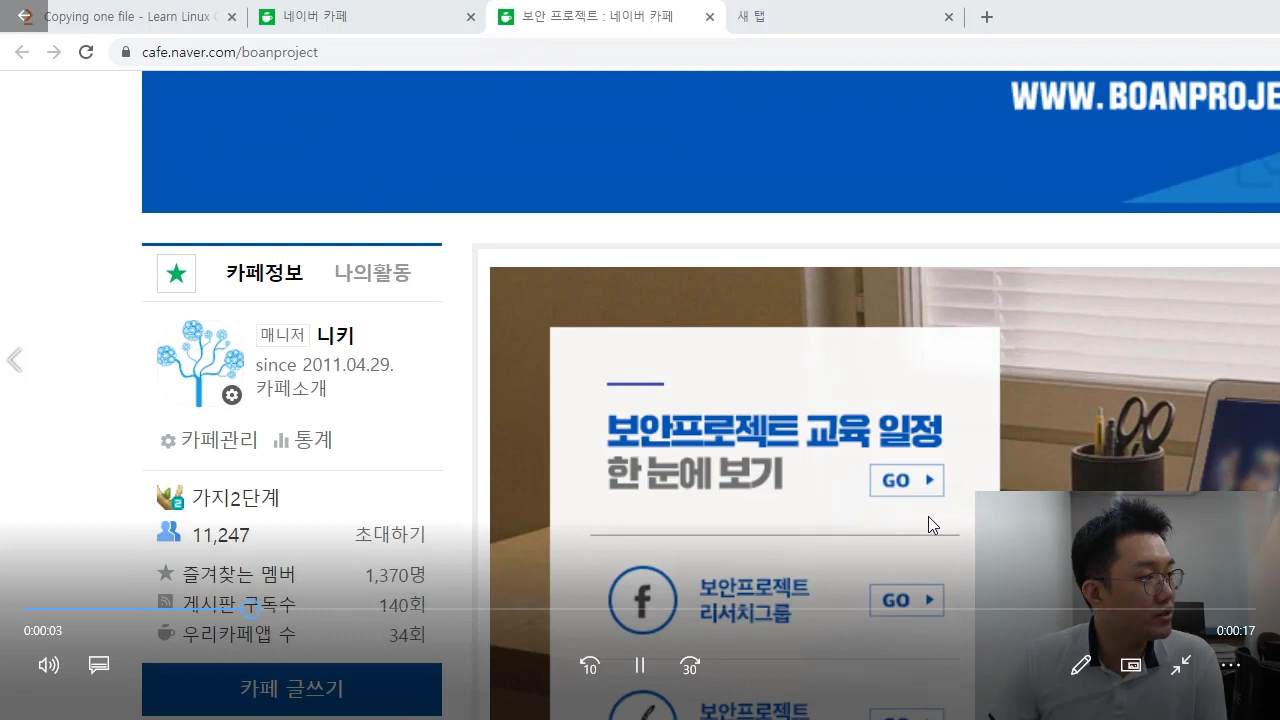 Copying one file - Learn Linux
네이버 카페
보안 프로젝트 : 네이버 카페
새 탭
cafe.naver.com/boanproject
카페정보
나의활동
매니저 니키
since 2011.04.29.
카페소개
카페관리
통계
가지2단계
11,247
초대하기
즐겨찾는 멤버
1,370명
게시판 구독수
140회
우리카페앱 수
34회
카페 글쓰기
보안프로젝트 교육 일정
한 눈에 보기
GO
보안프로젝트
리서치그룹
GO
보안프로젝트
0:00:03
0:00:17
10
30